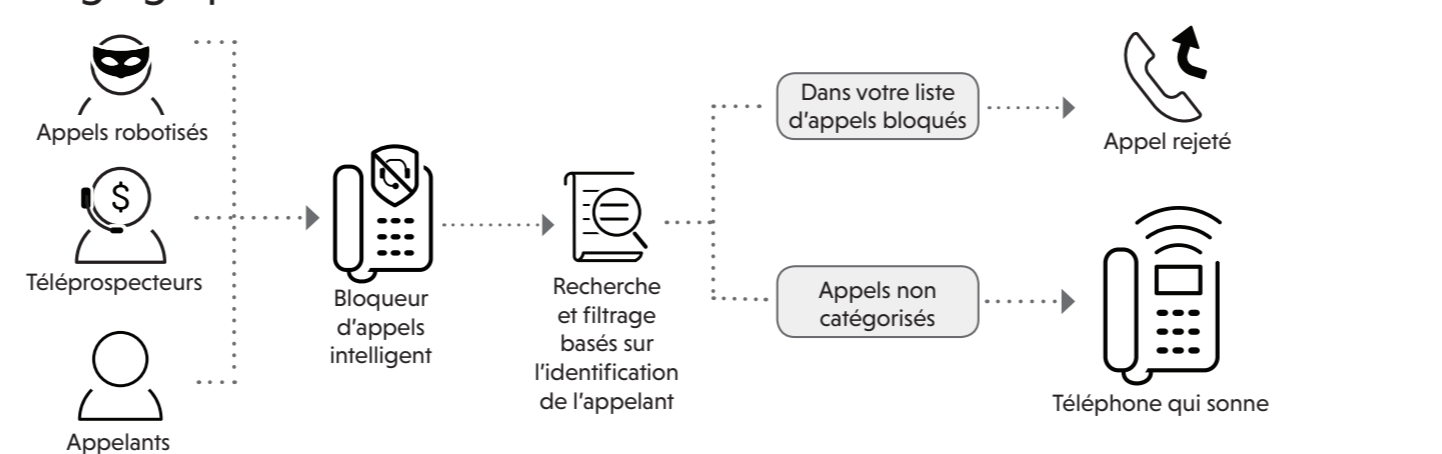 Appels robotisés
Téléprospecteurs
Appelants
$
Bloqueur
d'appels
intelligent
Recherche
et filtrage
basés sur
l'identification
de l'appelant
Dans votre liste
d'appels bloqués
Appels non
catégorisés
Appel rejeté
Téléphone qui sonne